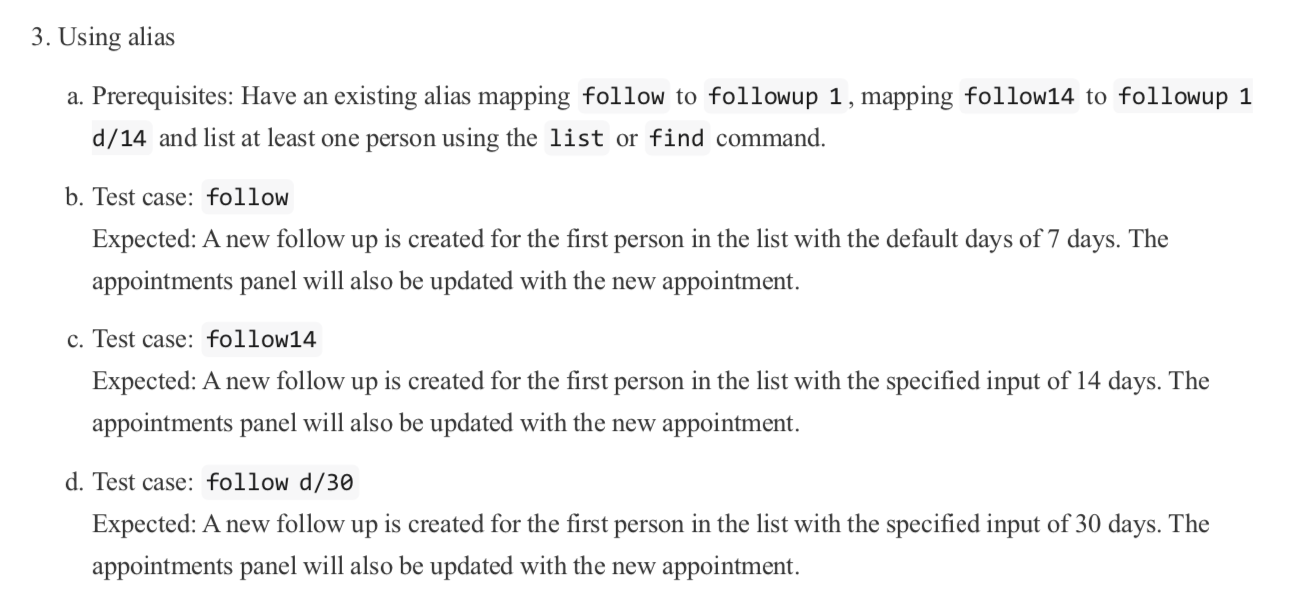 3. Using alias
a. Prerequisites: Have an existing alias mapping follow to followup 1, mapping follow14 to followup 1
d/14 and list at least one person using the list or find command.
b. Test case: follow
Expected: A new follow up is created for the first person in the list with the default days of 7 days. The
appointments panel will also be updated with the new appointment.
c. Test case: follow14
Expected: A new follow up is created for the first person in the list with the specified input of 14 days. The
appointments panel will also be updated with the new appointment.
d. Test case: follow d/30
Expected: A new follow up is created for the first person in the list with the specified input of 30 days. The
appointments panel will also be updated with the new appointment.